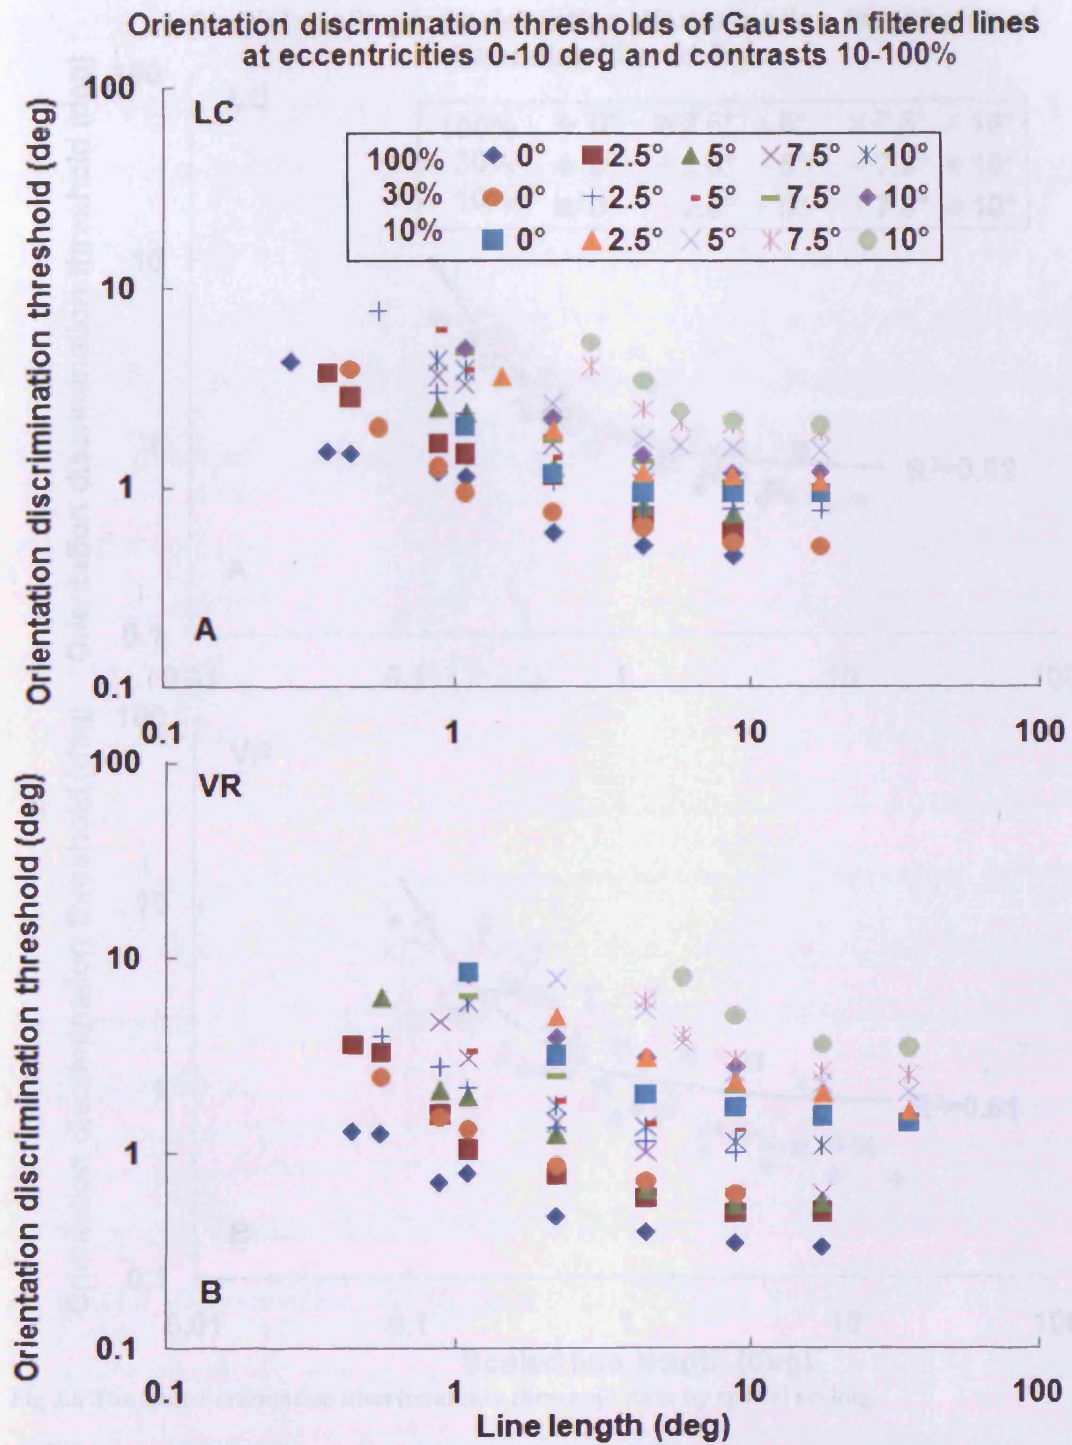 Orientation discrmination thresholds of Gaussian filtered lines
at eccentricities 0-10 deg and contrasts 10-100%
Orientation discrimination threshold (deg)
100
10
1
0.1
LC
100% 0° 2.5° 5° 7.5° 10°
30% 0° 2.5° 5° 7.5° 10°
10% 0° 2.5° 5° 7.5° 10°
A
0.1 1 10 100
Orientation discrimination threshold (deg)
100
10
1
0.1
VR
B
0.1 1 10 100
Line length (deg)